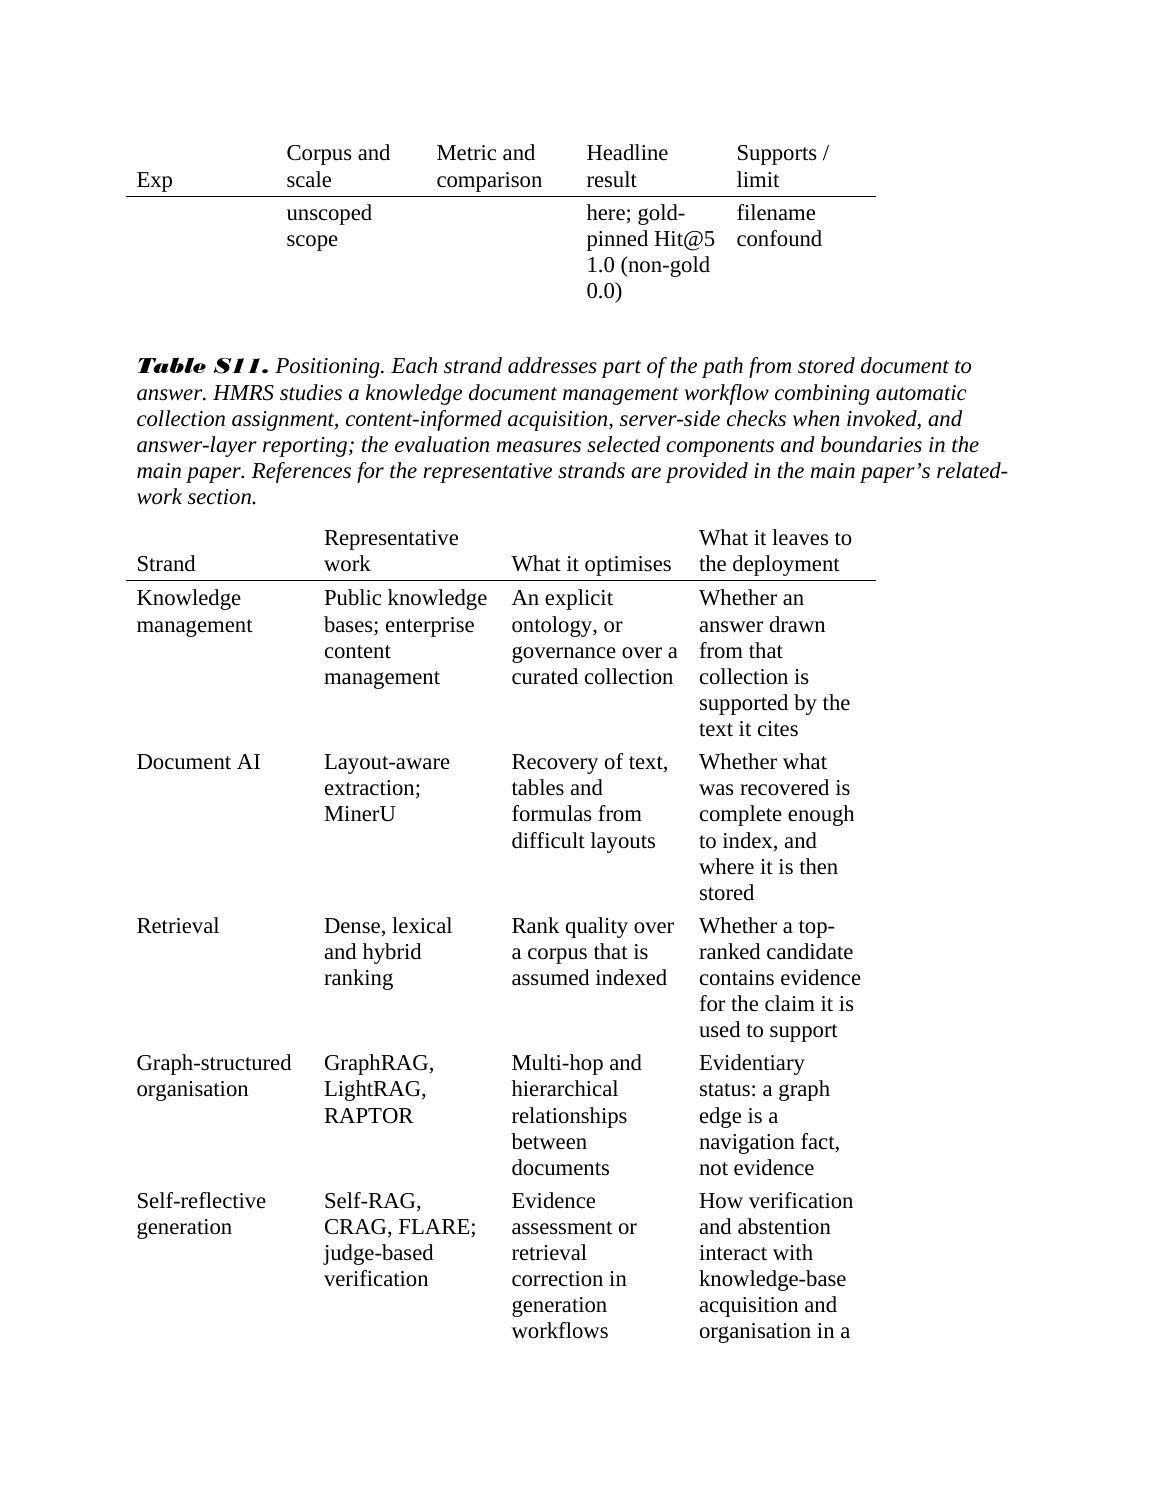 Exp Corpus and scale Metric and comparison Headline result Supports / limit
unscoped scope here; gold-pinned Hit@5 1.0 (non-gold 0.0) filename confound
Table S11. Positioning. Each strand addresses part of the path from stored document to
answer. HMRS studies a knowledge document management workflow combining automatic
collection assignment, content-informed acquisition, server-side checks when invoked, and
answer-layer reporting; the evaluation measures selected components and boundaries in the
main paper. References for the representative strands are provided in the main paper’s related-
work section.
Strand
Representative
work
What it optimises
What it leaves to
the deployment
Knowledge
management
Public knowledge
bases; enterprise
content
management
An explicit
ontology, or
governance over a
curated collection
Whether an
answer drawn
from that
collection is
supported by the
text it cites
Document AI
Layout-aware
extraction;
MinerU
Recovery of text,
tables and
formulas from
difficult layouts
Whether what
was recovered is
complete enough
to index, and
where it is then
stored
Retrieval
Dense, lexical
and hybrid
ranking
Rank quality over
a corpus that is
assumed indexed
Whether a top-
ranked candidate
contains evidence
for the claim it is
used to support
Graph-structured
organisation
GraphRAG,
LightRAG,
RAPTOR
Multi-hop and
hierarchical
relationships
between
documents
Evidentiary
status: a graph
edge is a
navigation fact,
not evidence
Self-reflective
generation
Self-RAG,
CRAG, FLARE;
judge-based
verification
Evidence
assessment or
retrieval
correction in
generation
workflows
How verification
and abstention
interact with
knowledge-base
acquisition and
organisation in a